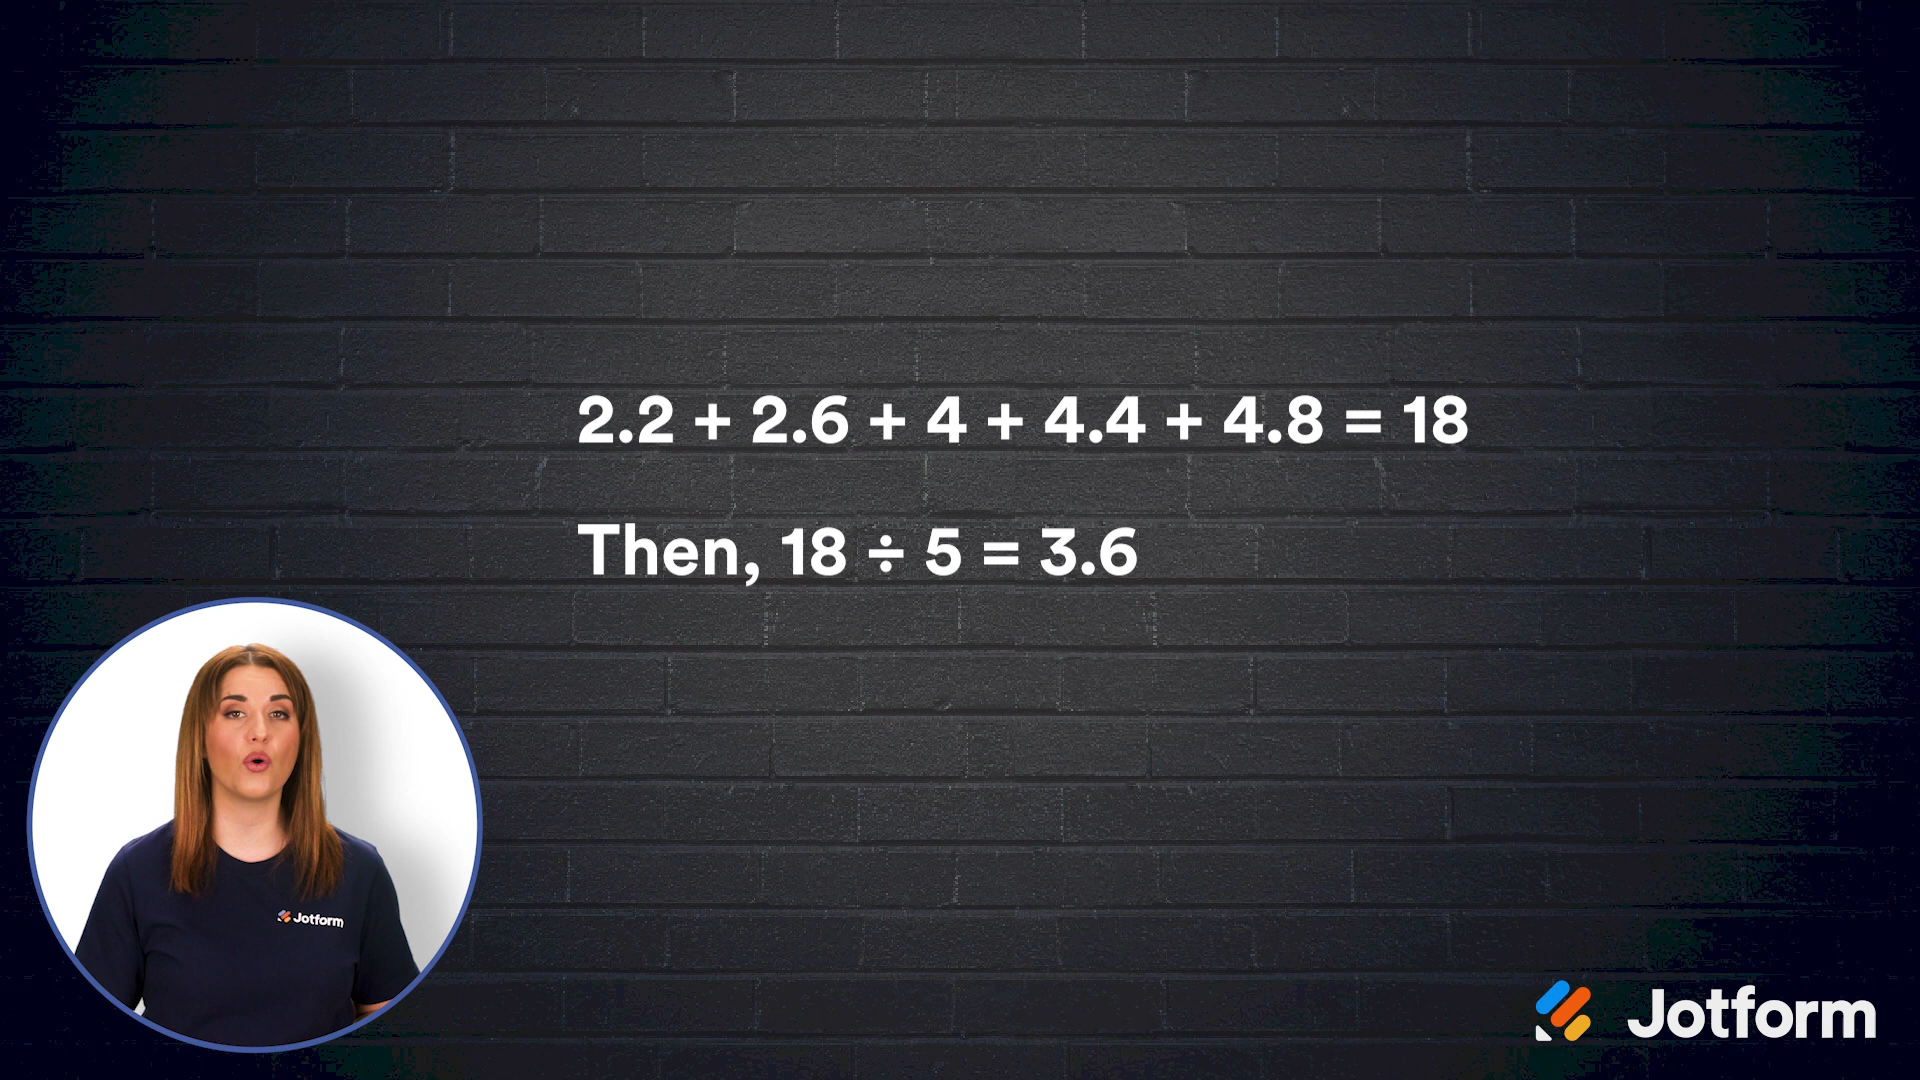 2.2 + 2.6 + 4 + 4.4 + 4.8 = 18
Then, 18 ÷ 5 = 3.6
Jotform
Jotform